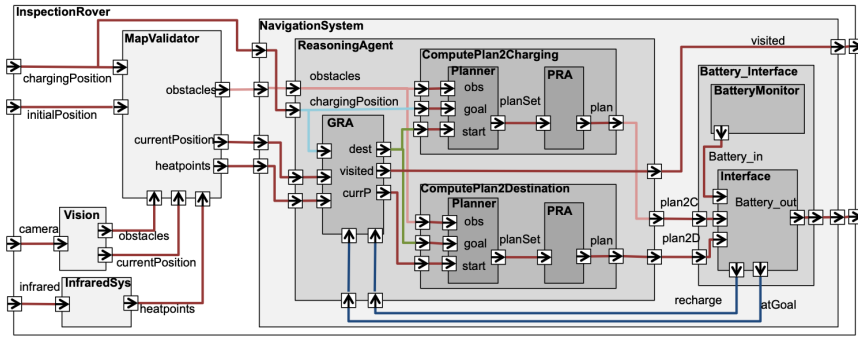 InspectionRover
NavigationSystem
MapValidator
ReasoningAgent
visited
ComputePlan2Charging
chargingPosition
obstacles
Planner
PRA
Battery_Interface
obstacles
obs
planSet
plan
BatteryMonitor
chargingPosition
goal
initialPosition
GRA
start
currentPosition
dest
Battery_in
heatpoints
visited
Interface
ComputePlan2Destination
currP
Planner
PRA
plan2C
Battery_out
Vision
obs
camera
obstacles
planSet
plan
plan2D
goal
currentPosition
start
infrared
InfraredSys
recharge
atGoal
heatpoints